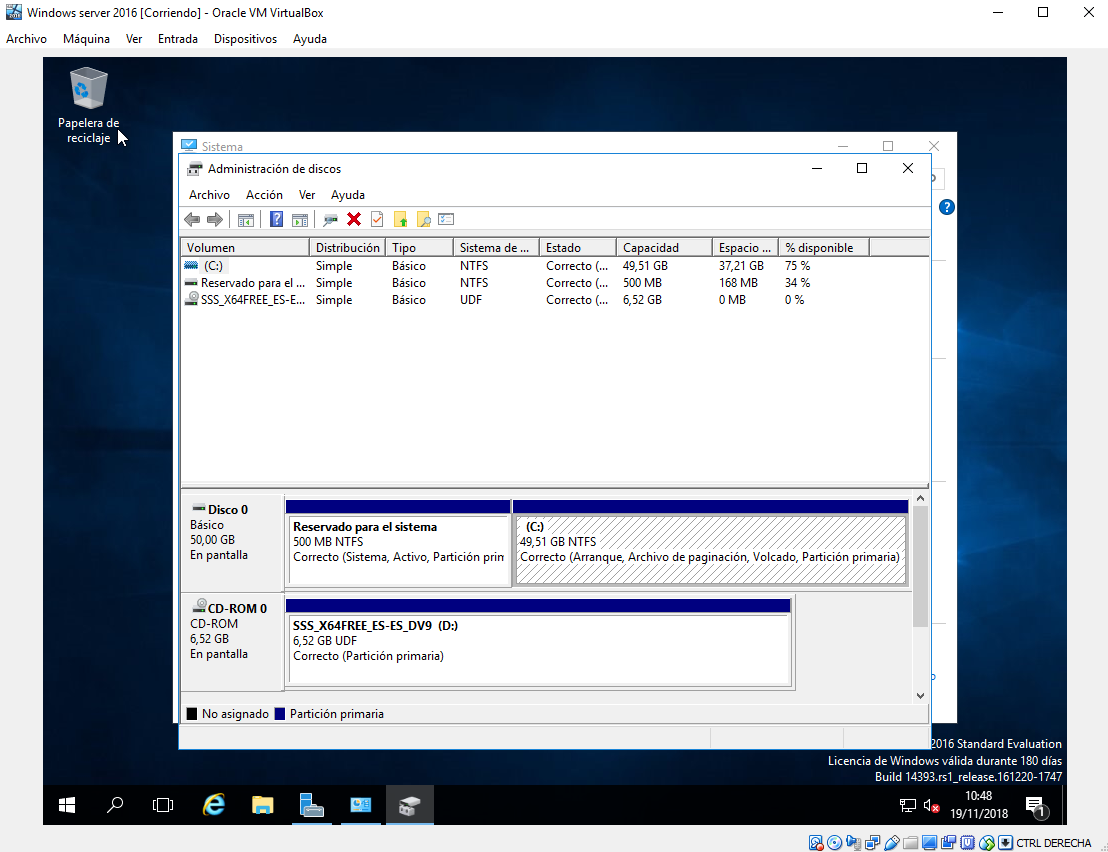 Windows server 2016 [Corriendo] - Oracle VM VirtualBox
Archivo Máquina Ver Entrada Dispositivos Ayuda
Papelera de
reciclaje
Sistema
Administración de discos
Archivo Acción Ver Ayuda
Volumen Distribución Tipo Sistema de ... Estado Capacidad Espacio ... % disponible
(C:) Simple Básico NTFS Correcto (... 49,51 GB 37,21 GB 75 %
Reservado para el ... Simple Básico NTFS Correcto (... 500 MB 168 MB 34 %
SSS_X64FREE_ES-E... Simple Básico UDF Correcto (... 6,52 GB 0 MB 0 %
Disco 0
Básico
50,00 GB
En pantalla
Reservado para el sistema
500 MB NTFS
Correcto (Sistema, Activo, Partición prim
(C:)
49,51 GB NTFS
Correcto (Arranque, Archivo de paginación, Volcado, Partición primaria)
CD-ROM 0
CD-ROM
6,52 GB
En pantalla
SSS_X64FREE_ES-ES_DV9 (D:)
6,52 GB UDF
Correcto (Partición primaria)
No asignado Partición primaria
2016 Standard Evaluation
Licencia de Windows válida durante 180 días
Build 14393.rs1_release.161220-1747
10:48
19/11/2018
1
CTRL DERECHA